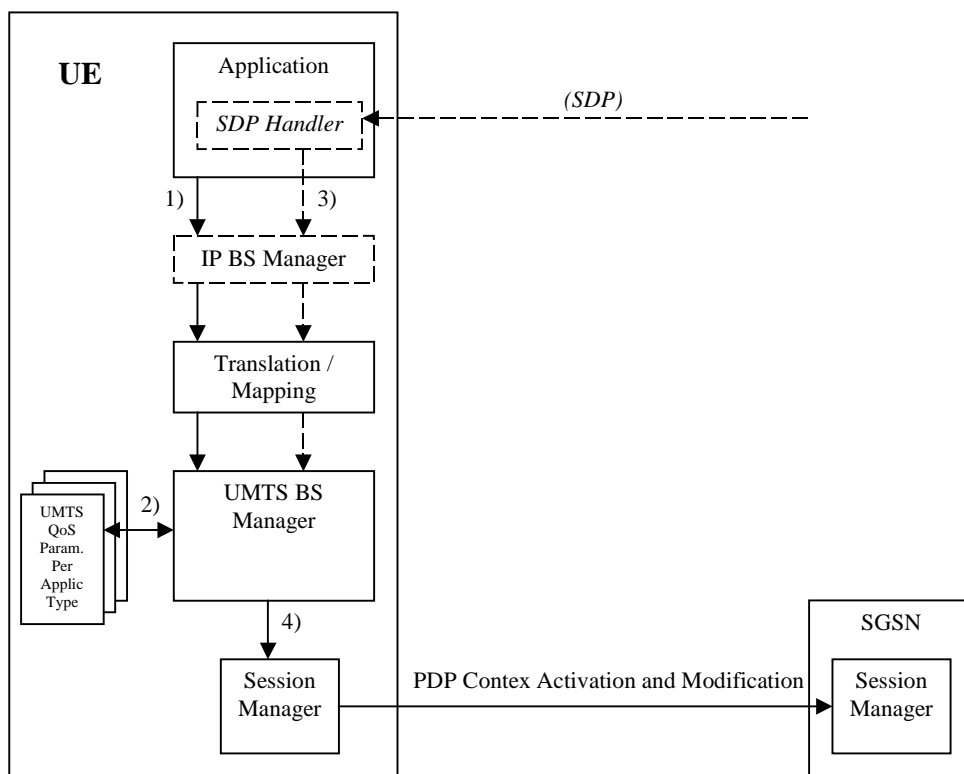 UE
Application
(SDP)
SDP Handler
1)
3)
IP BS Manager
Translation /
Mapping
UMTS BS
Manager
2)
UMTS
QoS
Param.
Per
Applic
Type
4)
SGSN
Session
Manager
PDP Contex Activation and Modification
Session
Manager